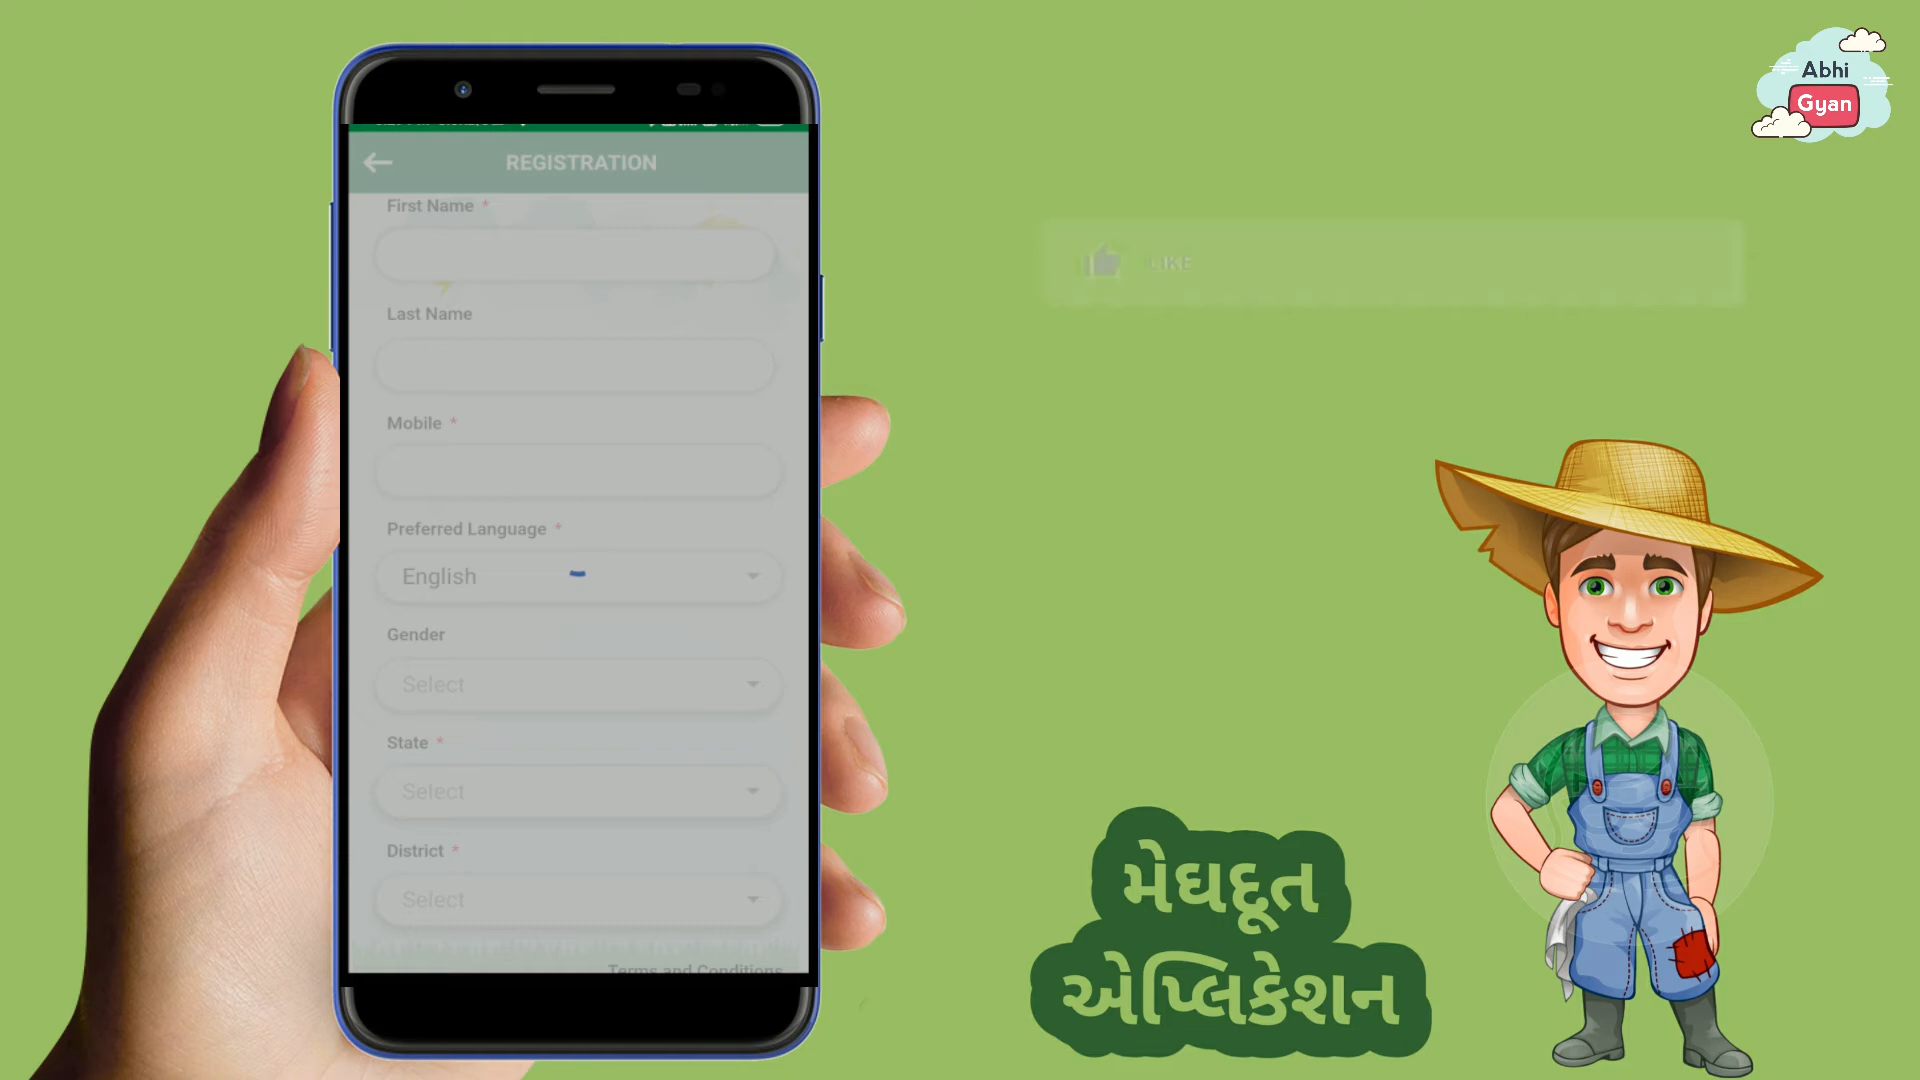 Abhi
Gyan
REGISTRATION
First Name *
Last Name
Mobile *
Preferred Language *
English
Gender
Select
State *
Select
District *
Select
Terms and Conditions
LIKE
મેઘદૂત
એપ્લિકેશન